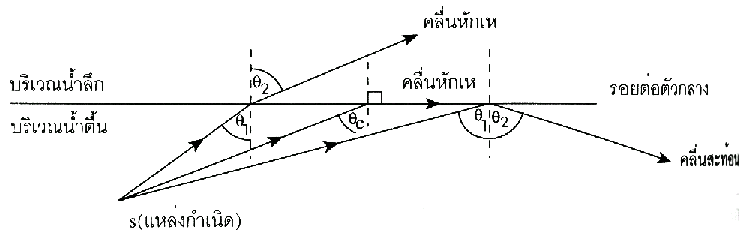 คลื่นหักเห
บริเวณน้ำลึก
θ2
คลื่นหักเห
รอยต่อตัวกลาง
บริเวณน้ำตื้น
θ1
θc
θ1 θ2
คลื่นสะท้อน
s(แหล่งกำเนิด)